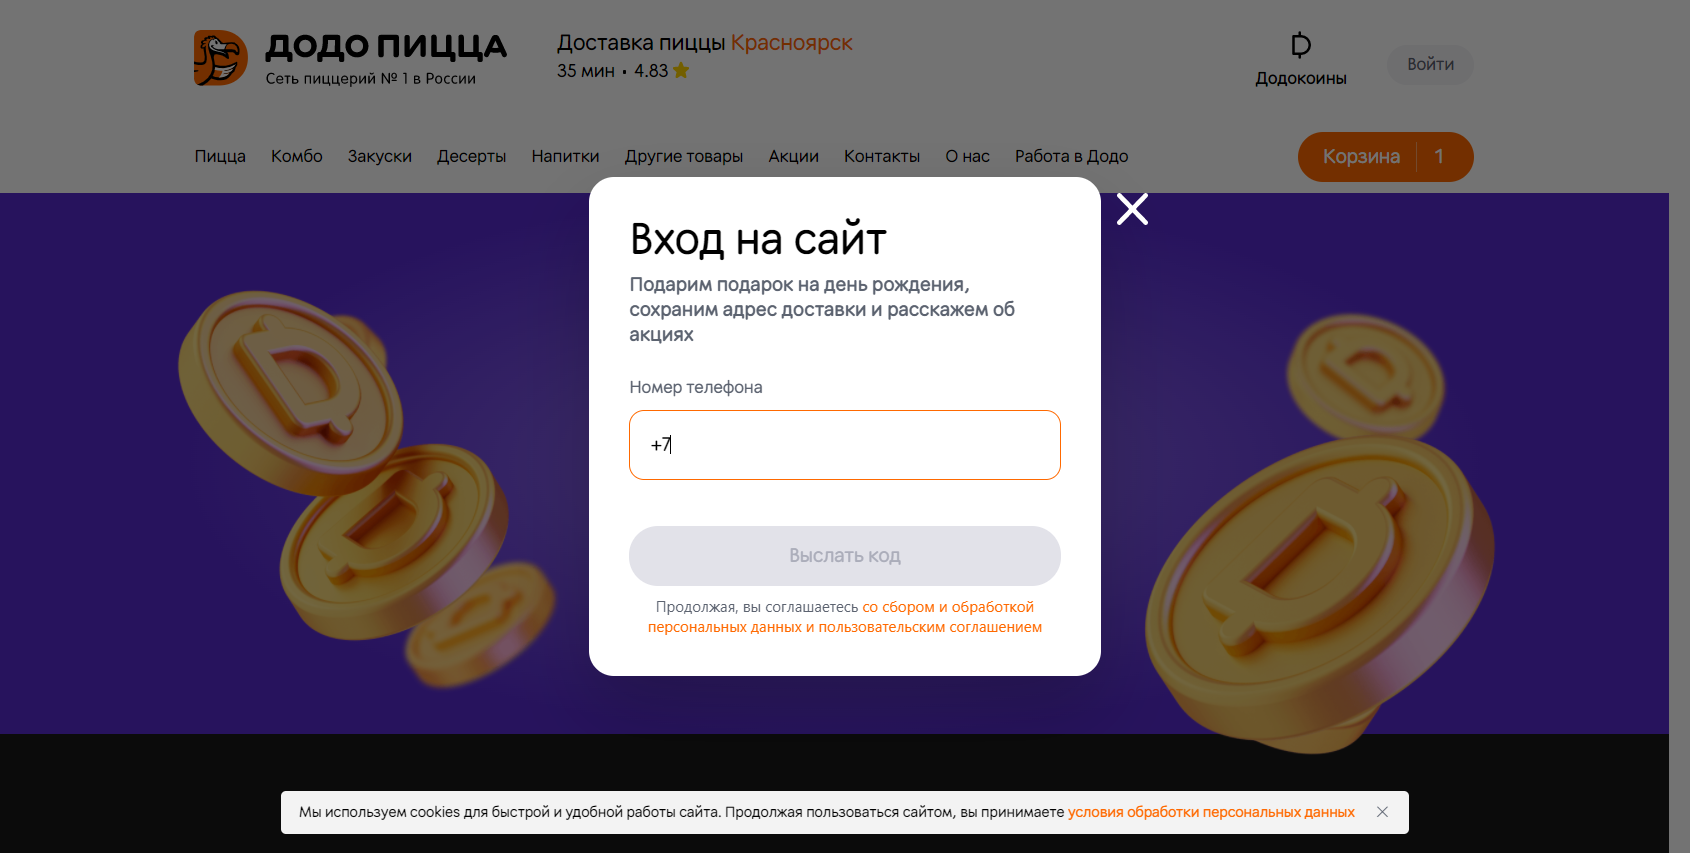 ДОДО ПИЦЦА
Сеть пиццерий № 1 в России
Доставка пиццы Красноярск
35 мин • 4.83
Додокоины
Войти
Пицца Комбо Закуски Десерты Напитки Другие товары Акции Контакты О нас Работа в Додо
Корзина 1
Вход на сайт
Подарим подарок на день рождения,
сохраним адрес доставки и расскажем об
акциях
Номер телефона
+7
Выслать код
Продолжая, вы соглашаетесь со сбором и обработкой
персональных данных и пользовательским соглашением
Мы используем cookies для быстрой и удобной работы сайта. Продолжая пользоваться сайтом, вы принимаете условия обработки персональных данных